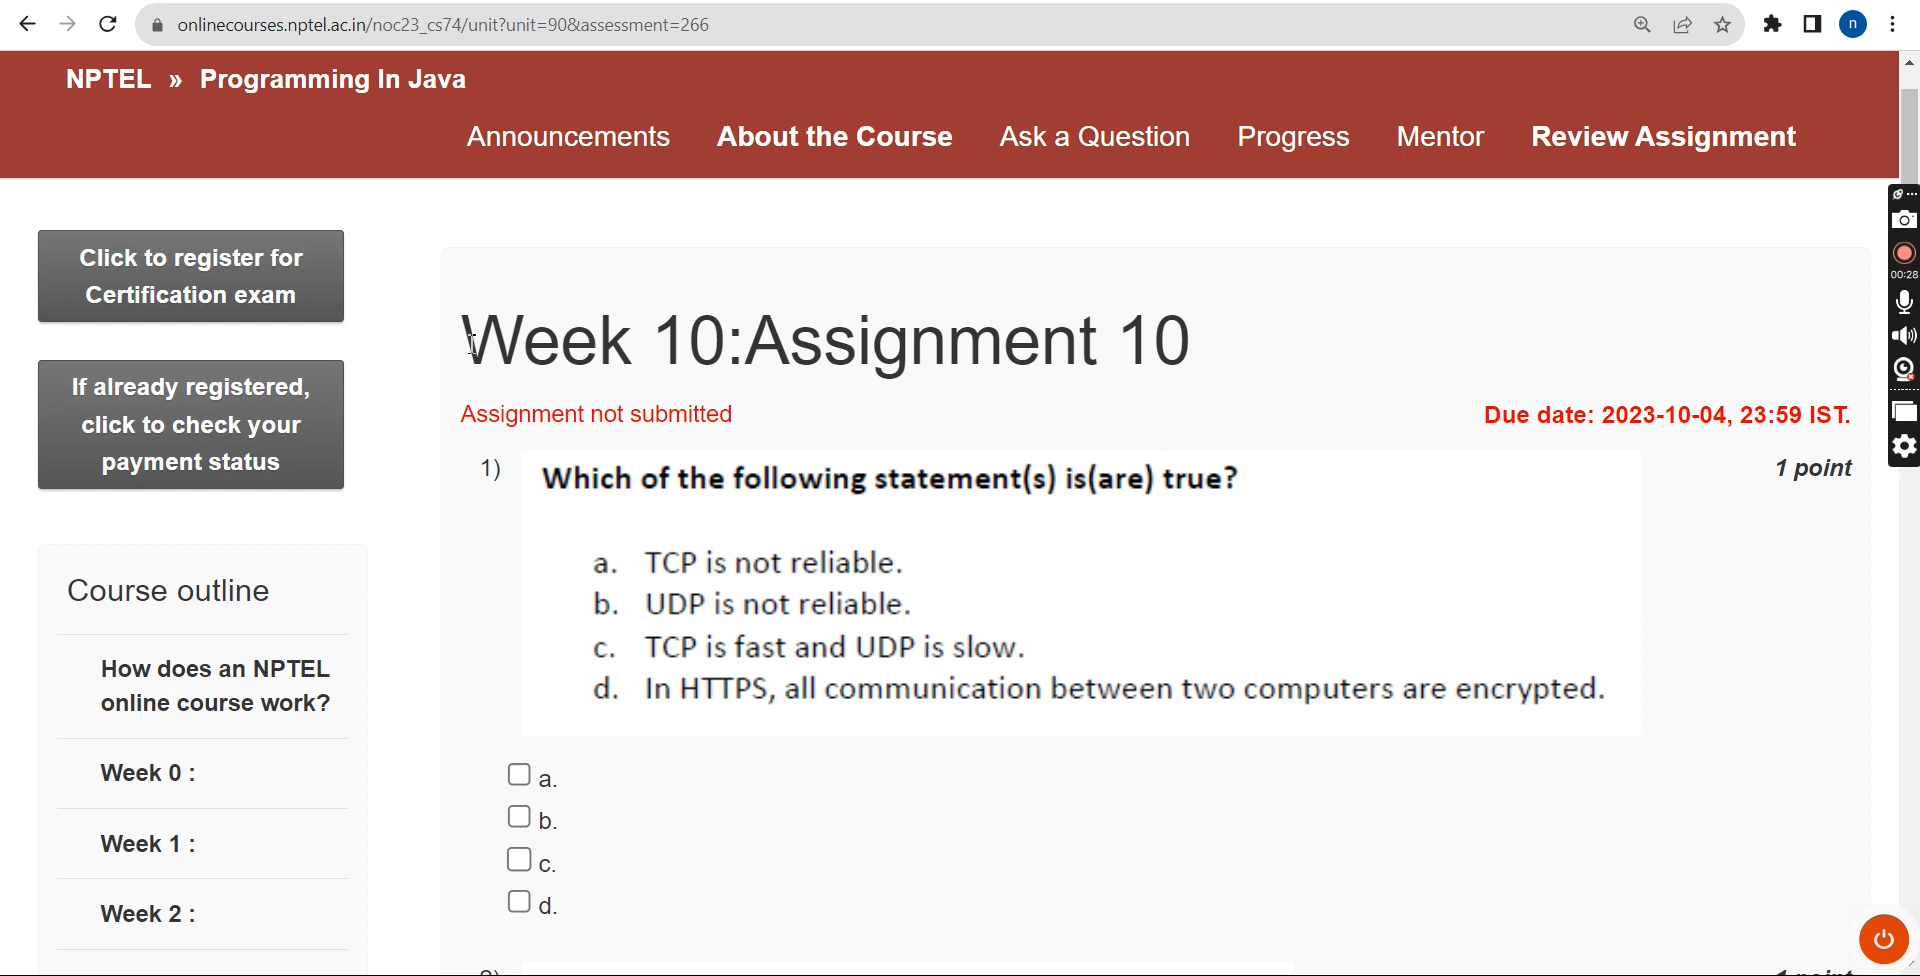 onlinecourses.nptel.ac.in/noc23_cs74/unit?unit=90&assessment=266
n
NPTEL » Programming In Java
Announcements About the Course Ask a Question Progress Mentor Review Assignment
00:28
Click to register for
Certification exam
If already registered,
click to check your
payment status
Course outline
How does an NPTEL
online course work?
Week 0 :
Week 1 :
Week 2 :
Week 10:Assignment 10
Assignment not submitted
Due date: 2023-10-04, 23:59 IST.
1) Which of the following statement(s) is(are) true? 1 point
a. TCP is not reliable.
b. UDP is not reliable.
c. TCP is fast and UDP is slow.
d. In HTTPS, all communication between two computers are encrypted.
a.
b.
c.
d.